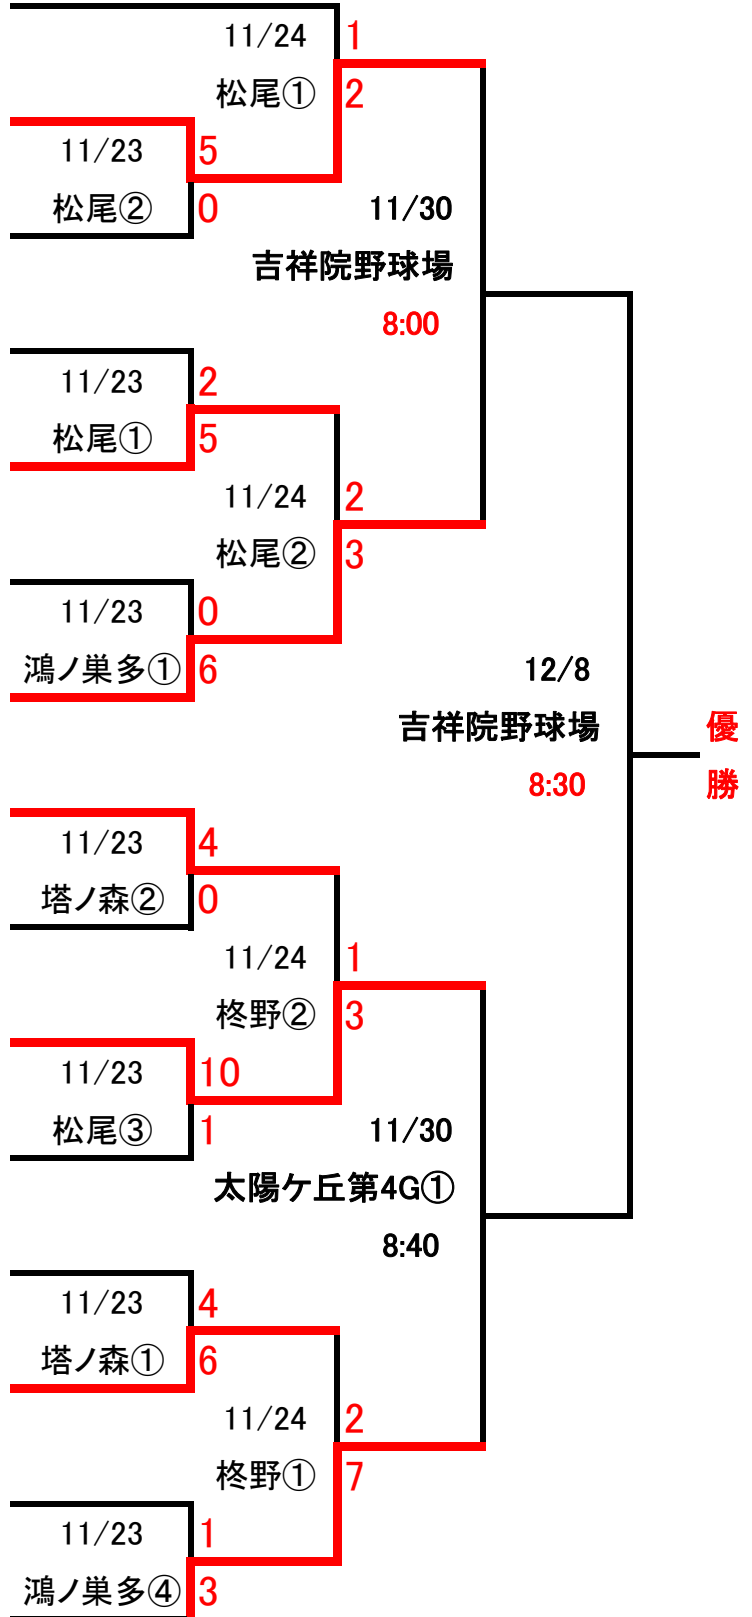 11/24
1
松尾①
2
11/23
5
松尾②
0
11/30
吉祥院野球場
8:00
11/23
2
松尾①
5
11/24
2
松尾②
3
11/23
0
鴻ノ巣多①
6
12/8
吉祥院野球場
8:30
優
勝
11/23
4
塔ノ森②
0
11/24
1
柊野②
3
11/23
10
松尾③
1
11/30
太陽ケ丘第4G①
8:40
11/23
4
塔ノ森①
6
11/24
2
柊野①
7
11/23
1
鴻ノ巣多④
3